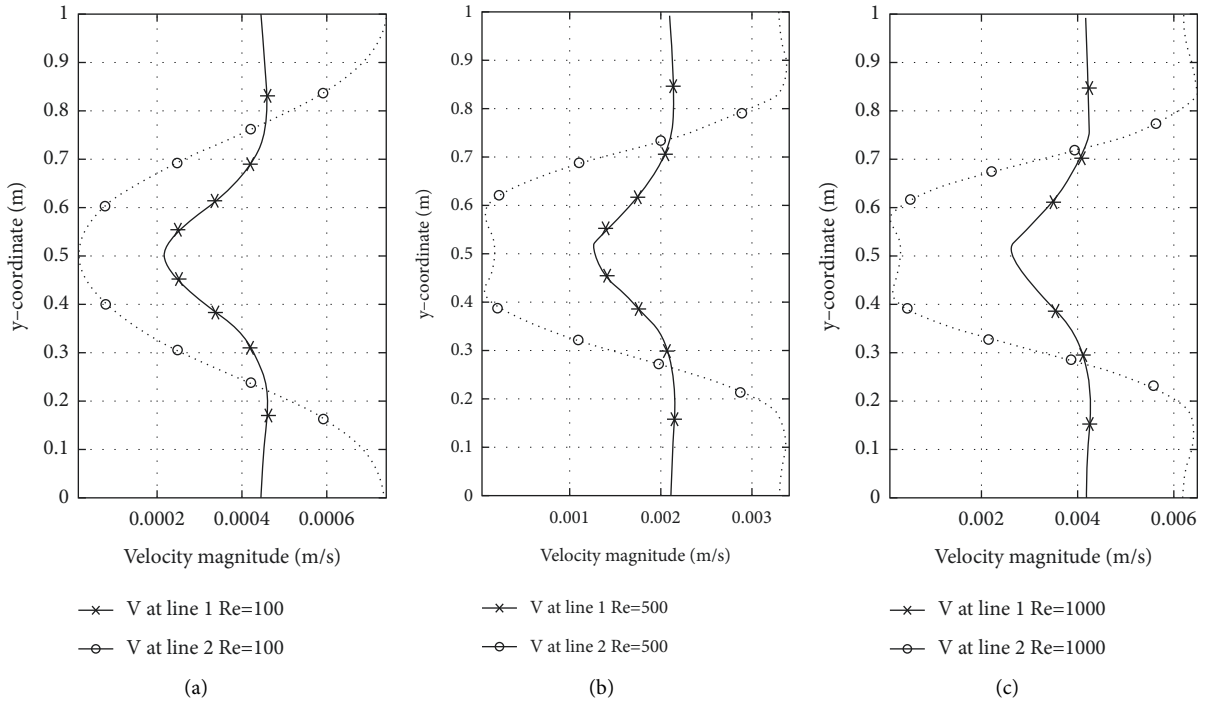 1
0.9
0.8
0.7
0.6
0.5
0.4
0.3
0.2
0.1
0
y–coordinate (m)
0.0002 0.0004 0.0006
Velocity magnitude (m/s)
V at line 1 Re=100
V at line 2 Re=100
(a)
1
0.9
0.8
0.7
0.6
0.5
0.4
0.3
0.2
0.1
0
y–coordinate (m)
0.001 0.002 0.003
Velocity magnitude (m/s)
V at line 1 Re=500
V at line 2 Re=500
(b)
1
0.9
0.8
0.7
0.6
0.5
0.4
0.3
0.2
0.1
0
y–coordinate (m)
0.002 0.004 0.006
Velocity magnitude (m/s)
V at line 1 Re=1000
V at line 2 Re=1000
(c)